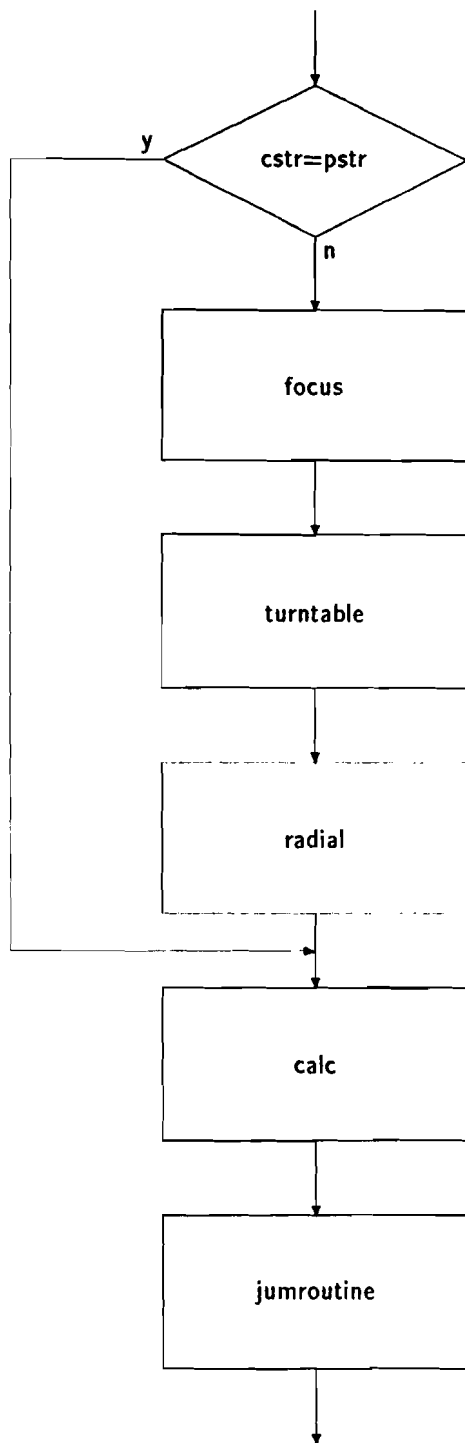 y
cstr=pstr
n
focus
turntable
radial
calc
jumroutine